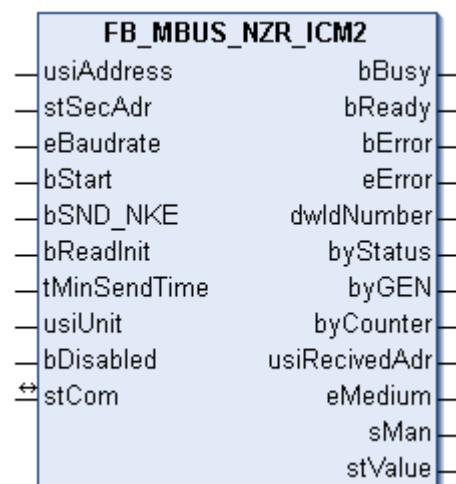 FB_MBUS_NZR_ICM2
usiAddress bBusy
stSecAdr bReady
eBaudrate bError
bStart eError
bSND_NKE dwIdNumber
bReadInit byStatus
tMinSendTime byGEN
usiUnit byCounter
bDisabled usiRecivedAdr
stCom eMedium
sMan
stValue